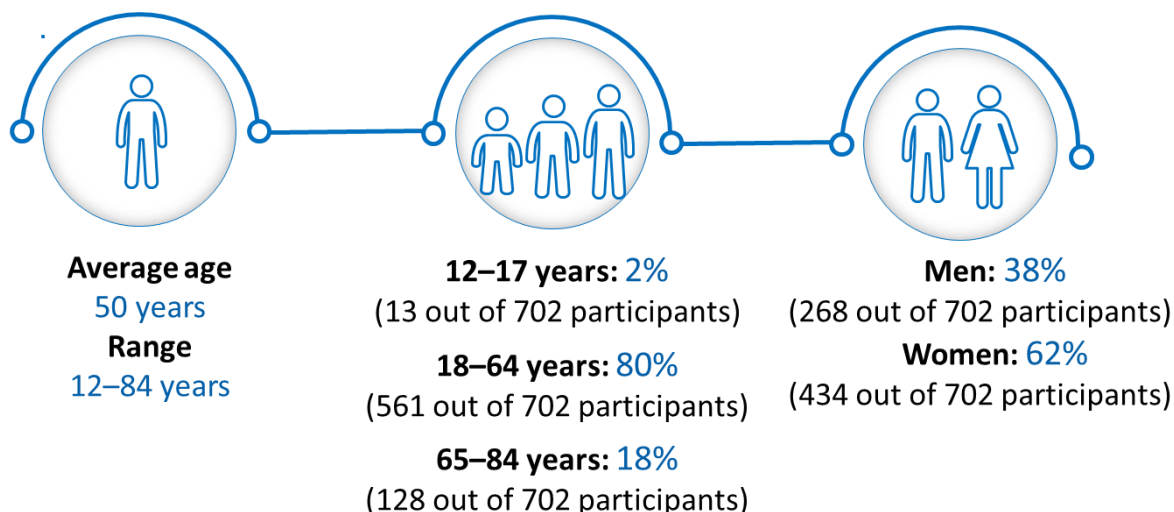 Average age
50 years
Range
12–84 years
12–17 years: 2%
(13 out of 702 participants)
18–64 years: 80%
(561 out of 702 participants)
65–84 years: 18%
(128 out of 702 participants)
Men: 38%
(268 out of 702 participants)
Women: 62%
(434 out of 702 participants)